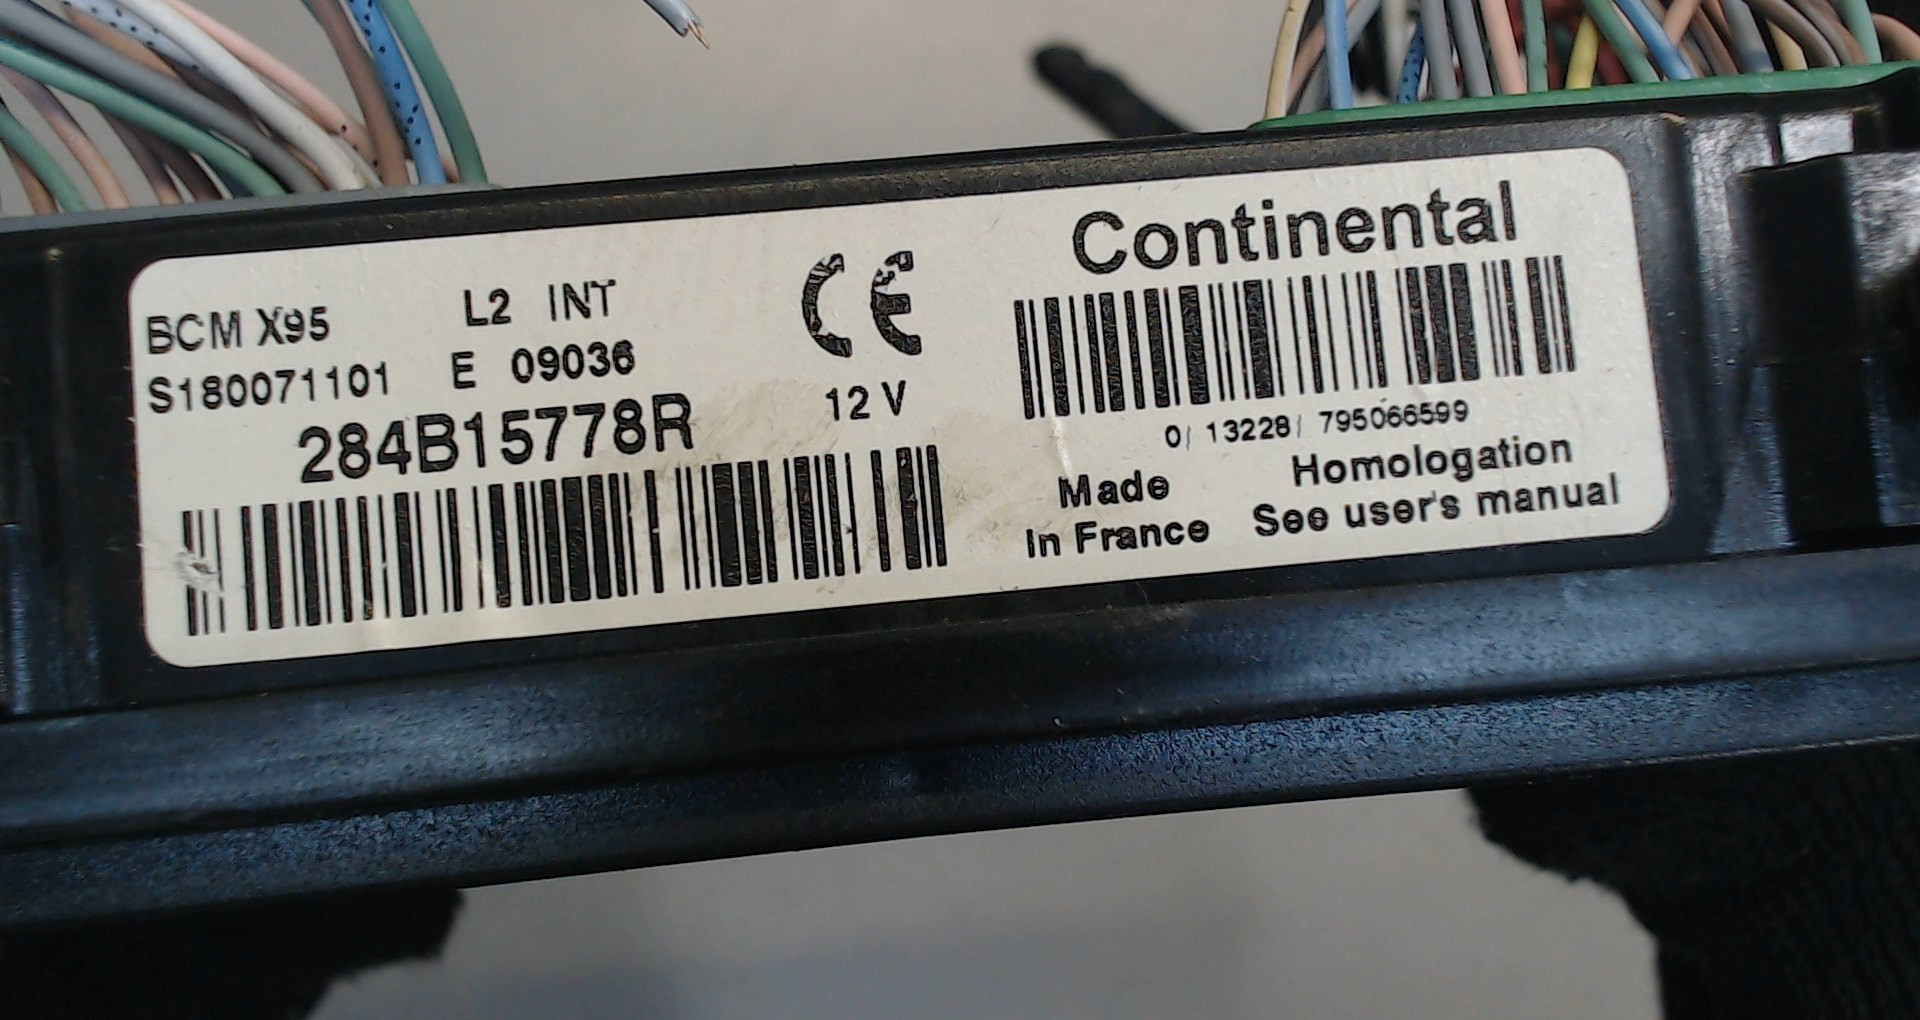 BCM X95 L2 INT
S180071101 E 09036
284B15778R
CE
12 V
Continental
0/ 13228/ 795066599
Made
In France
Homologation
See user's manual